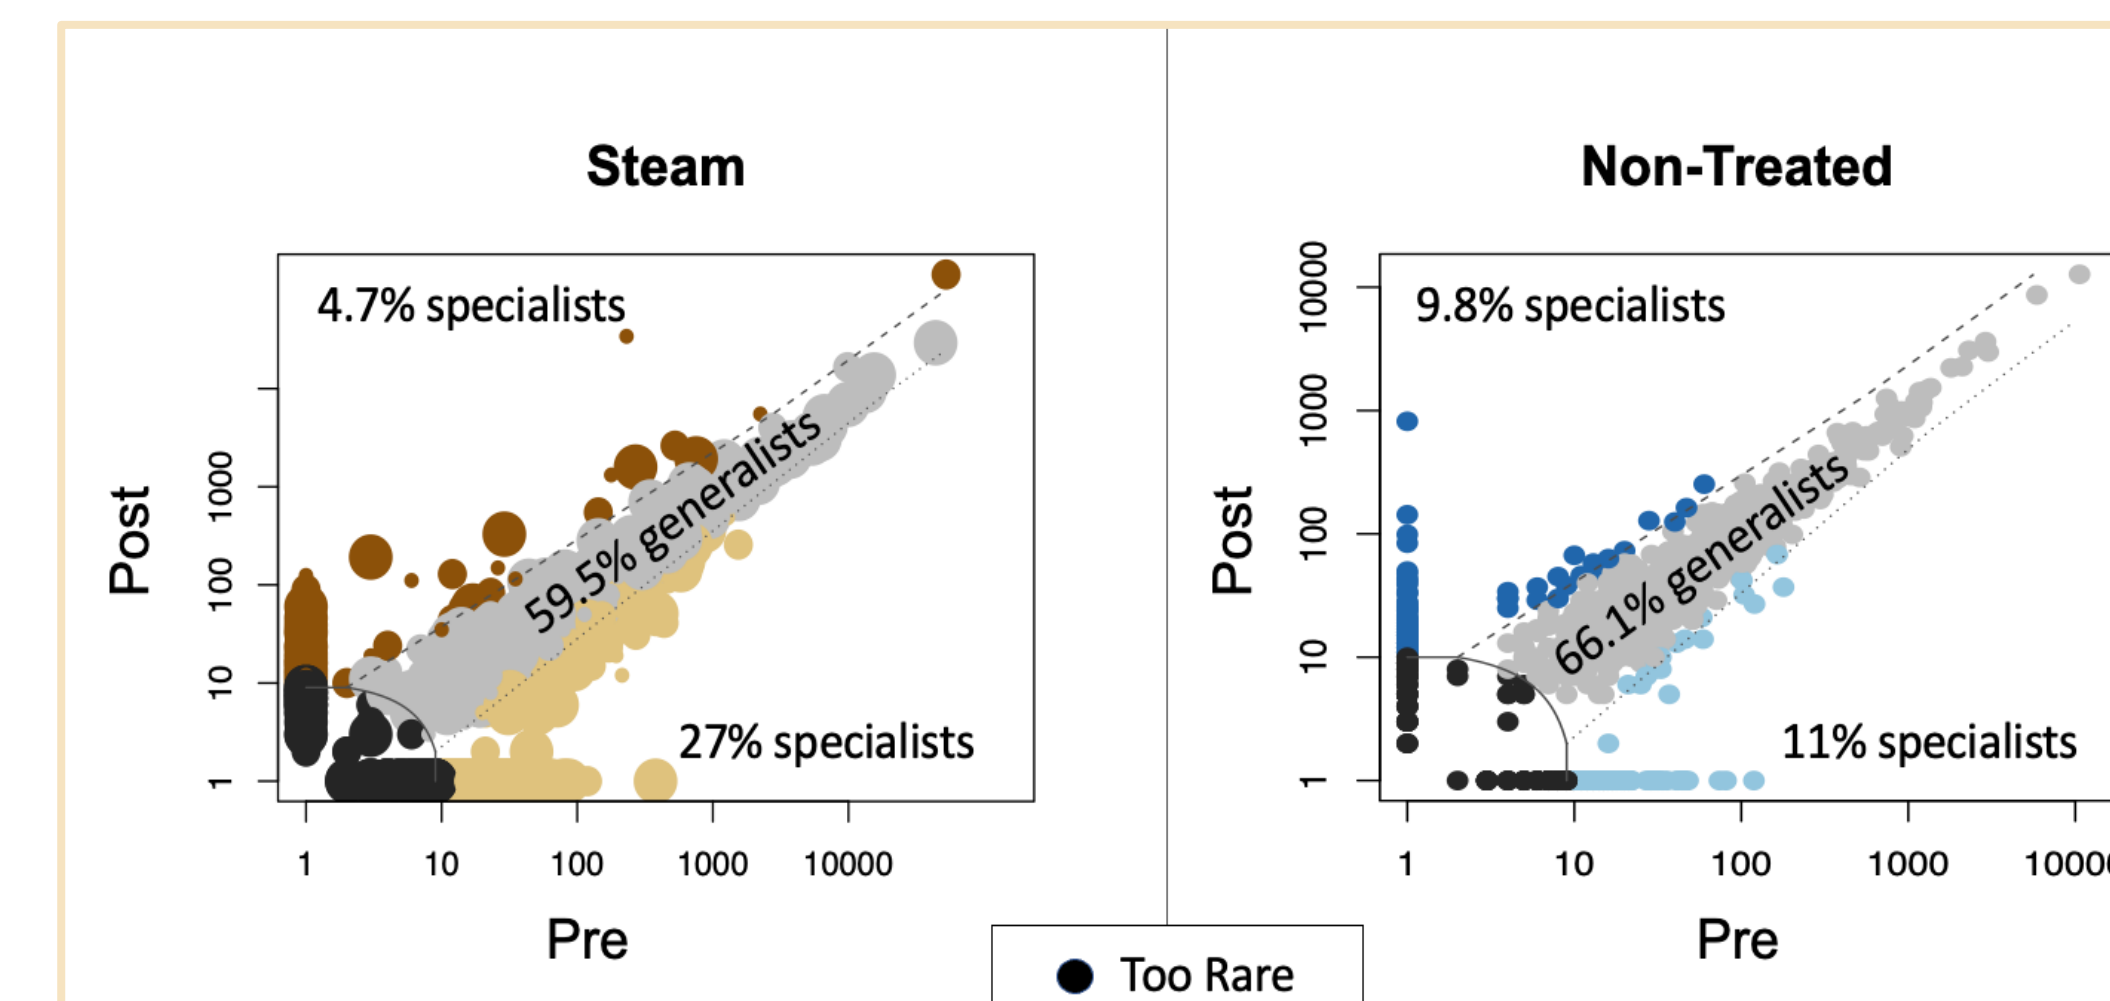 Steam
4.7% specialists
59.5% generalists
27% specialists
Post
1000
100
10
1
1
10
100
1000
10000
Pre
Non-Treated
9.8% specialists
66.1% generalists
11% specialists
Post
10000
1000
100
10
1
1
10
100
1000
10000
Pre
Too Rare